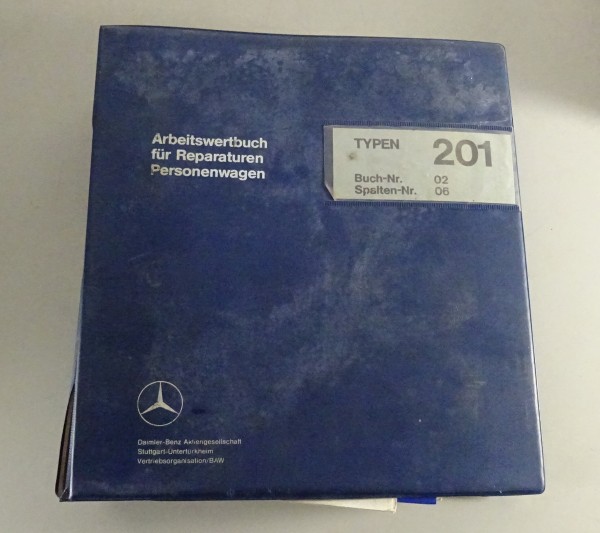 Arbeitswertbuch
für Reparaturen
Personenwagen
TYPEN 201
Buch-Nr. 02
Spalten-Nr. 06
Daimler-Benz Aktiengesellschaft
Stuttgart-Untertürkheim
Vertriebsorganisation/BAW